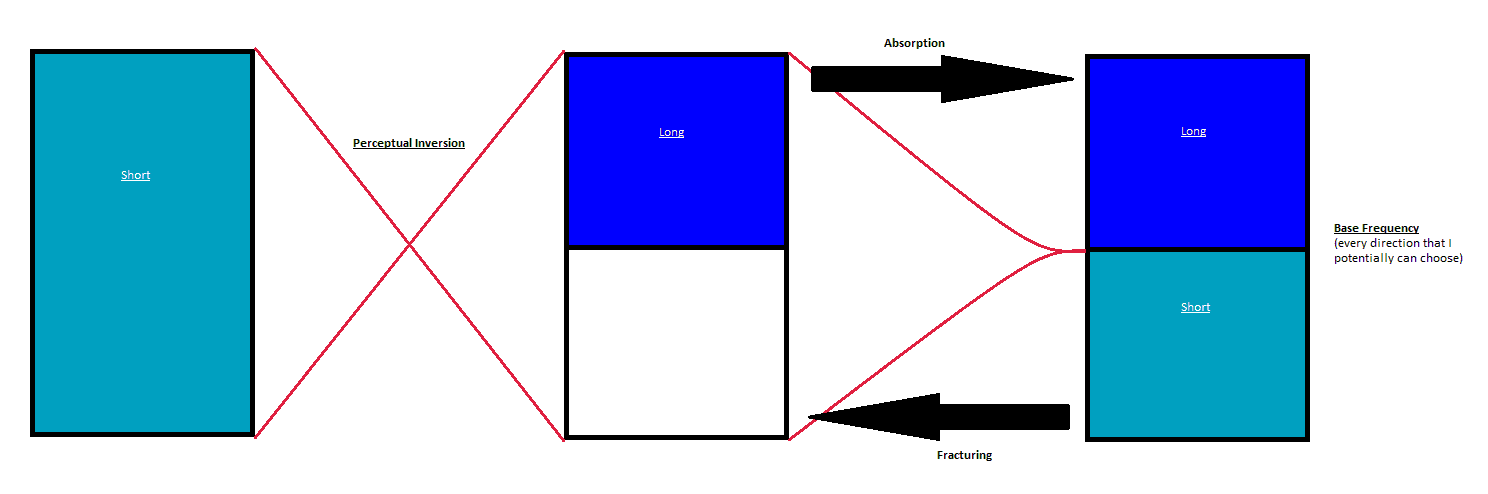 Absorption
Long
Long
Perceptual Inversion
Short
Base Frequency
(every direction that I
potentially can choose)
Short
Fracturing